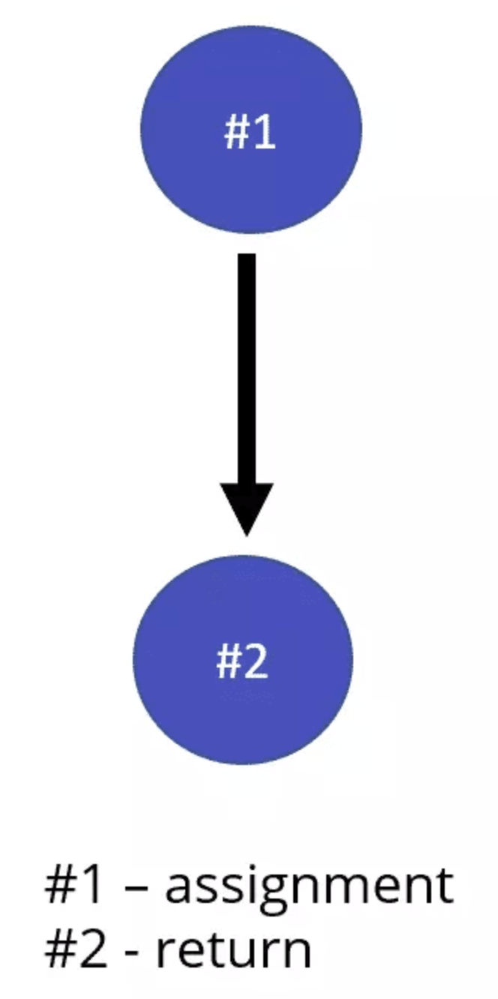 #1
#2
#1 – assignment
#2 - return